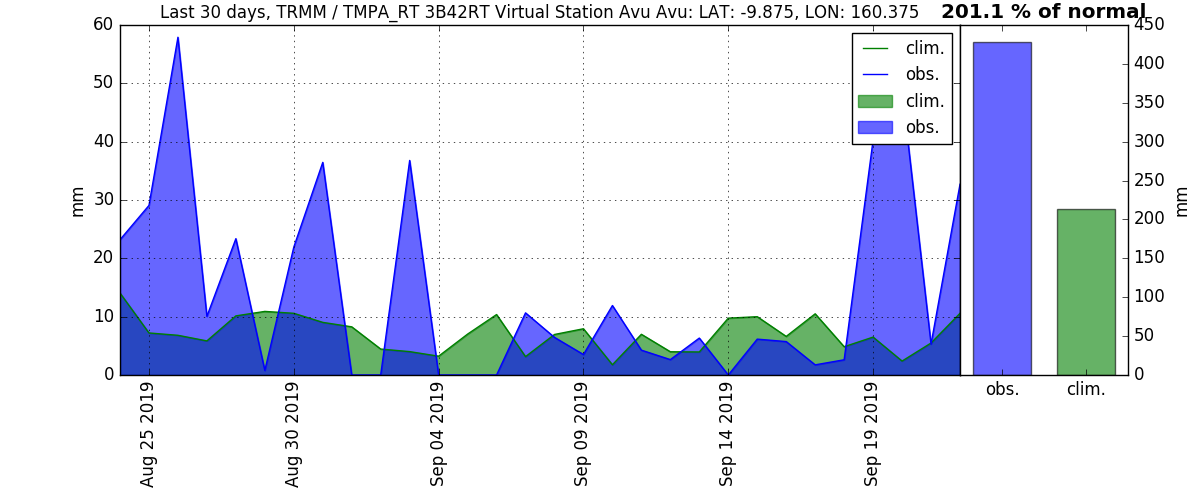 Last 30 days, TRMM / TMPA_RT 3B42RT Virtual Station Avu Avu: LAT: -9.875, LON: 160.375
201.1 % of normal
60
50
40
30
20
10
0
mm
clim.
obs.
clim.
obs.
450
400
350
300
250
200
150
100
50
0
mm
Aug 25 2019
Aug 30 2019
Sep 04 2019
Sep 09 2019
Sep 14 2019
Sep 19 2019
obs.
clim.